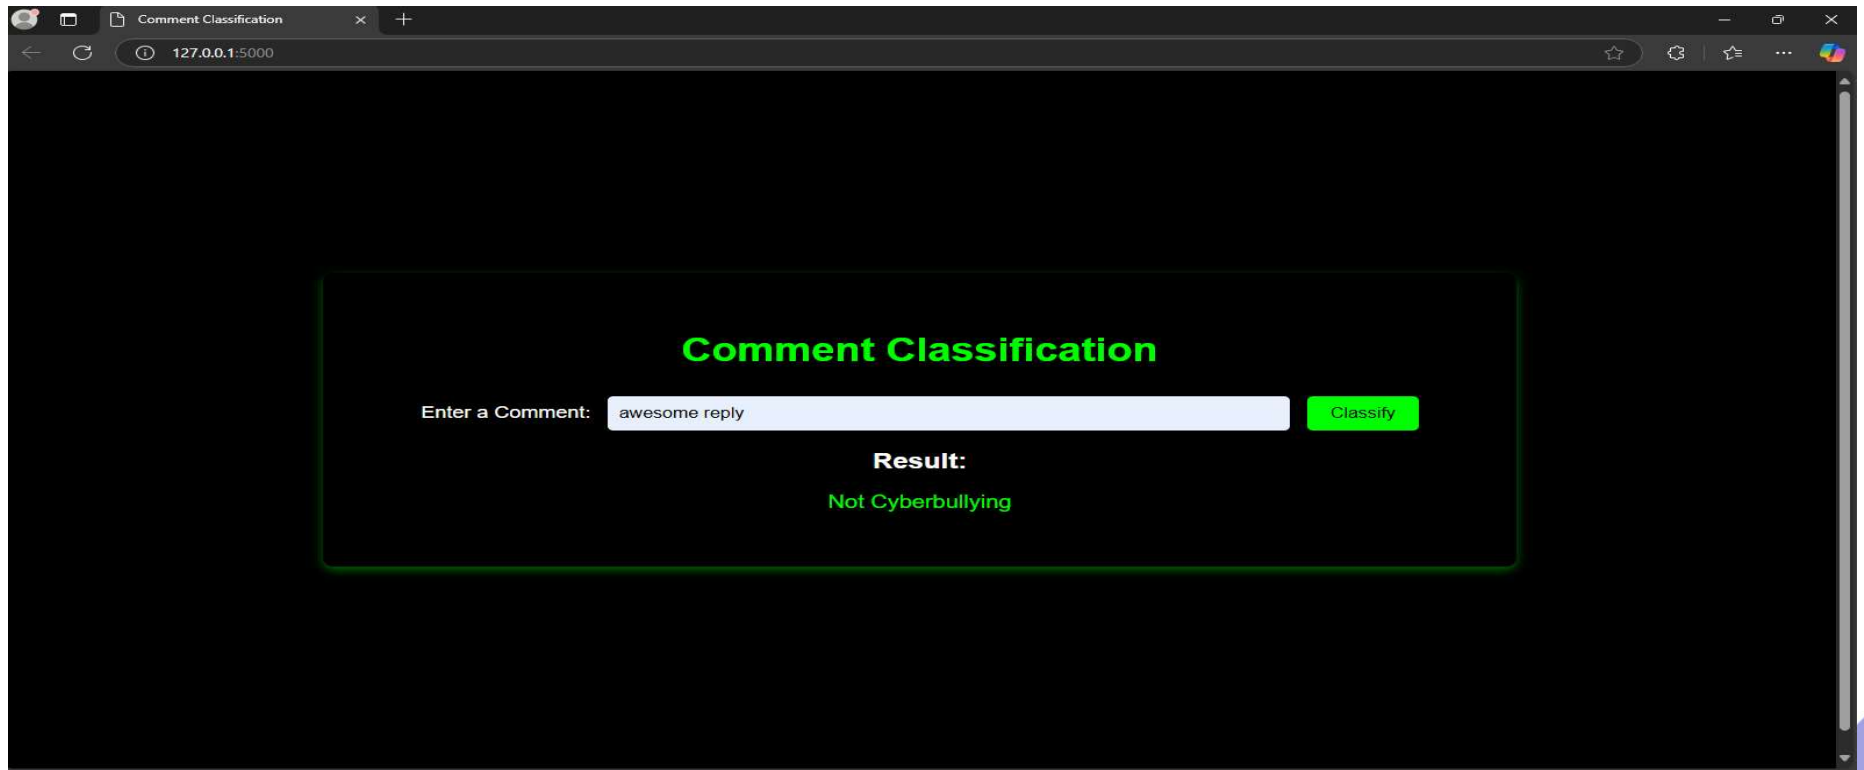 Comment Classification
127.0.0.1:5000
Comment Classification
Enter a Comment: awesome reply Classify
Result:
Not Cyberbullying